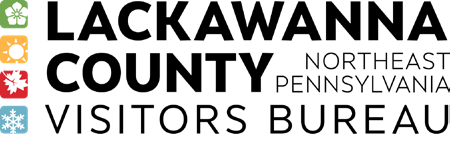 LACKAWANNA
COUNTY
NORTHEAST
PENNSYLVANIA
VISITORS BUREAU